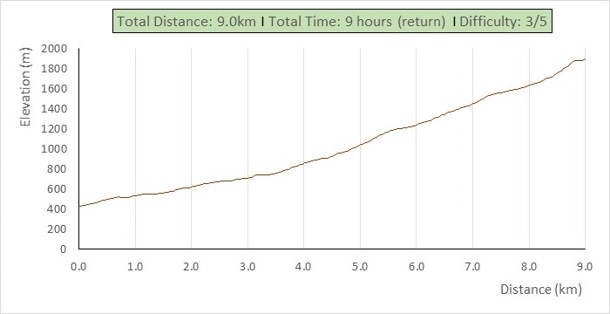 Total Distance: 9.0km I Total Time: 9 hours (return) I Difficulty: 3/5
Elevation (m)
2000
1800
1600
1400
1200
1000
800
600
400
200
0
0.0 1.0 2.0 3.0 4.0 5.0 6.0 7.0 8.0 9.0
Distance (km)